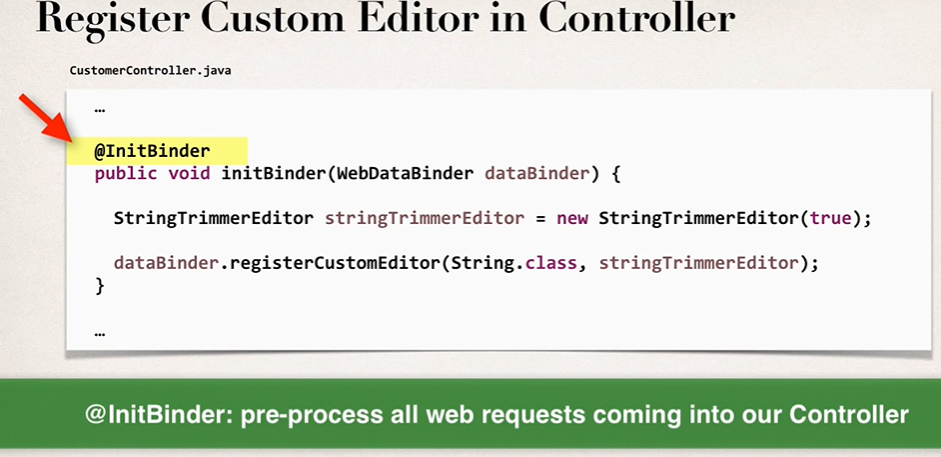 Register Custom Editor in Controller
CustomerController.java
…
@InitBinder
public void initBinder(WebDataBinder dataBinder) {
StringTrimmerEditor stringTrimmerEditor = new StringTrimmerEditor(true);
dataBinder.registerCustomEditor(String.class, stringTrimmerEditor);
}
…
@InitBinder: pre-process all web requests coming into our Controller